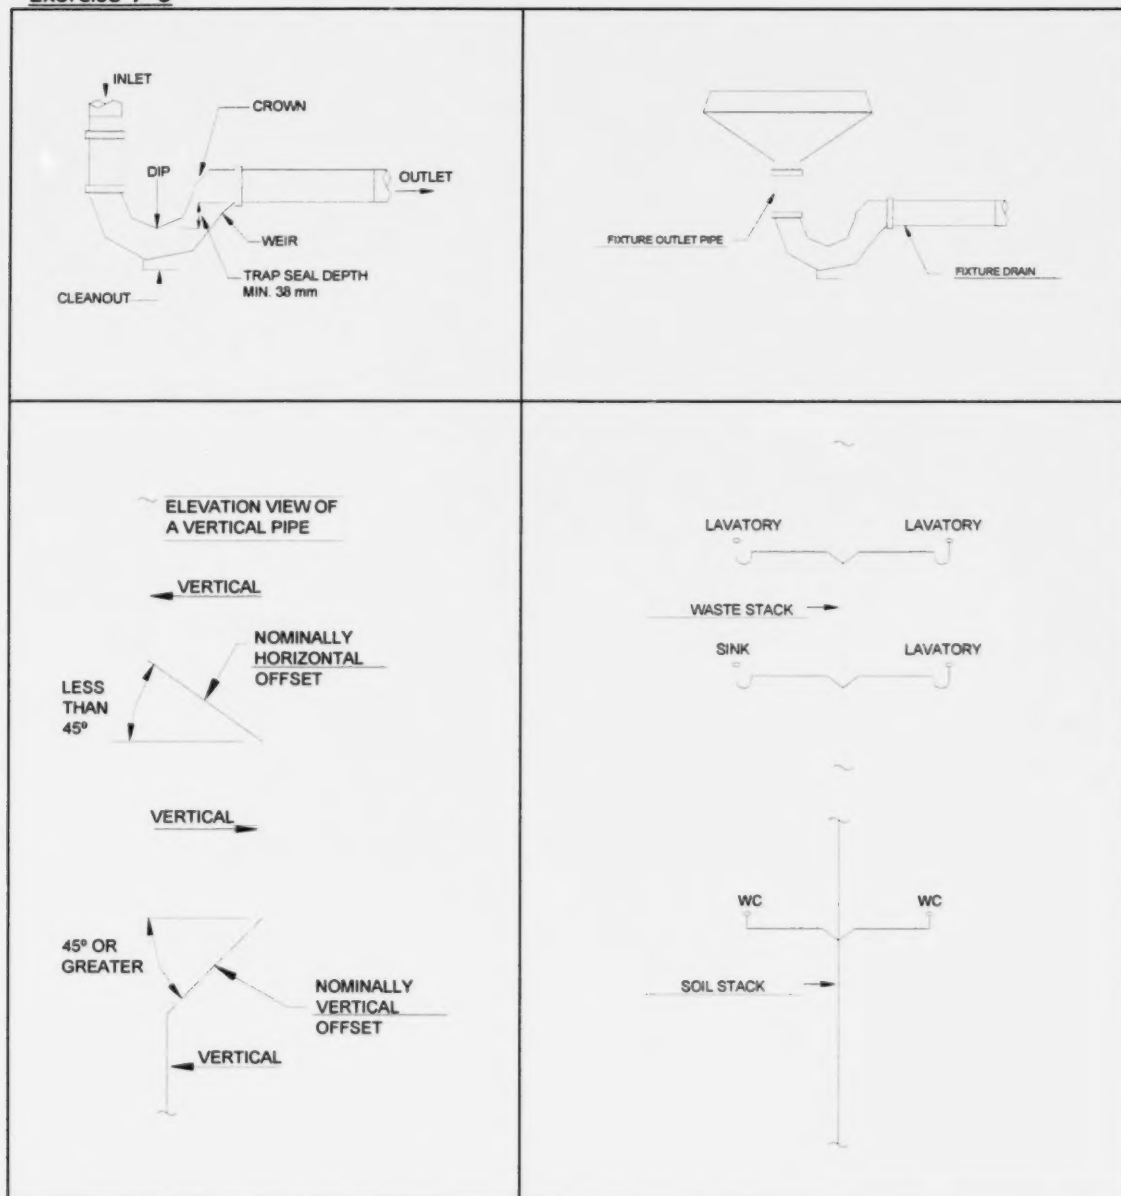 INLET
CROWN
DIP
OUTLET
WEIR
TRAP SEAL DEPTH
MIN. 38 mm
CLEANOUT
FIXTURE OUTLET PIPE
FIXTURE DRAIN
ELEVATION VIEW OF
A VERTICAL PIPE
VERTICAL
NOMINALLY
HORIZONTAL
OFFSET
LESS
THAN
45º
VERTICAL
45º OR
GREATER
NOMINALLY
VERTICAL
OFFSET
VERTICAL
LAVATORY
LAVATORY
WASTE STACK
SINK
LAVATORY
WC
WC
SOIL STACK